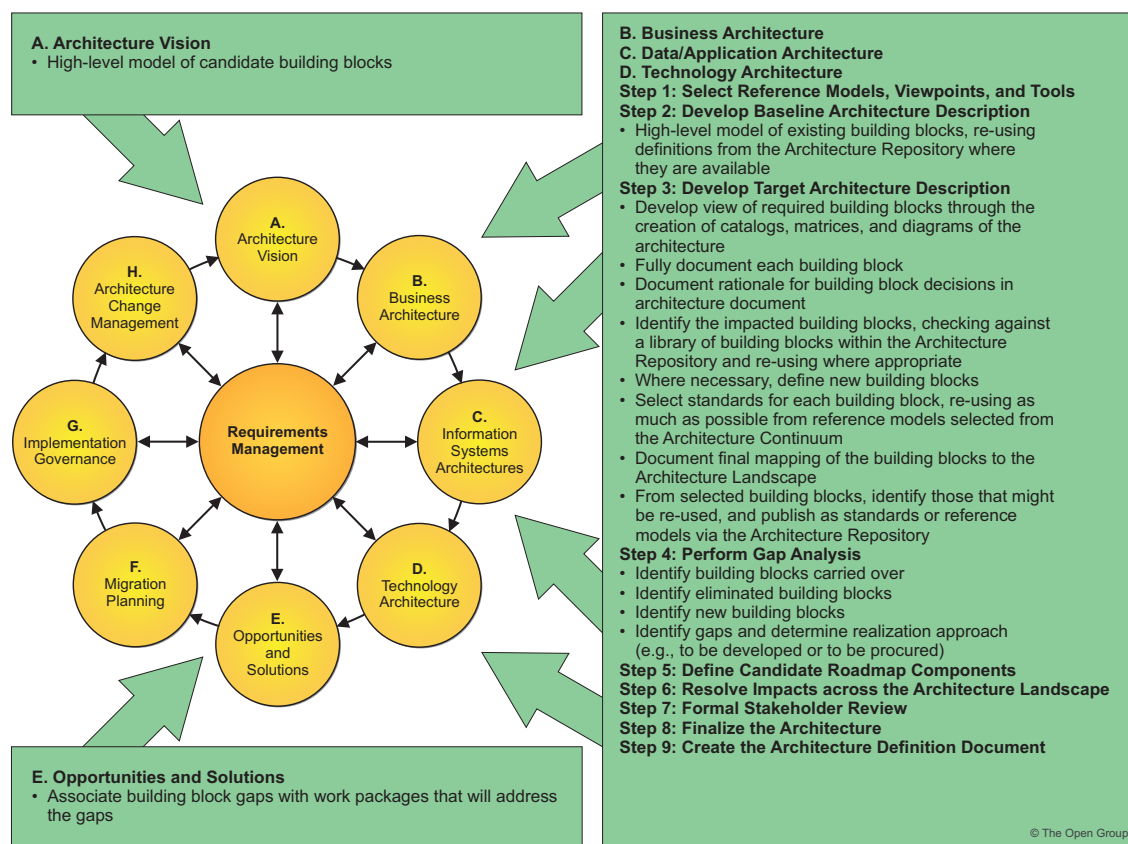 A. Architecture Vision
• High-level model of candidate building blocks
B. Business Architecture
C. Data/Application Architecture
D. Technology Architecture
Step 1: Select Reference Models, Viewpoints, and Tools
Step 2: Develop Baseline Architecture Description
• High-level model of existing building blocks, re-using
definitions from the Architecture Repository where
they are available
Step 3: Develop Target Architecture Description
• Develop view of required building blocks through the
creation of catalogs, matrices, and diagrams of the
architecture
• Fully document each building block
• Document rationale for building block decisions in
architecture document
• Identify the impacted building blocks, checking against
a library of building blocks within the Architecture
Repository and re-using where appropriate
• Where necessary, define new building blocks
• Select standards for each building block, re-using as
much as possible from reference models selected from
the Architecture Continuum
• Document final mapping of the building blocks to the
Architecture Landscape
• From selected building blocks, identify those that might
be re-used, and publish as standards or reference
models via the Architecture Repository
Step 4: Perform Gap Analysis
• Identify building blocks carried over
• Identify eliminated building blocks
• Identify new building blocks
• Identify gaps and determine realization approach
(e.g., to be developed or to be procured)
Step 5: Define Candidate Roadmap Components
Step 6: Resolve Impacts across the Architecture Landscape
Step 7: Formal Stakeholder Review
Step 8: Finalize the Architecture
Step 9: Create the Architecture Definition Document
A.
Architecture
Vision
B.
Business
Architecture
C.
Information
Systems
Architectures
D.
Technology
Architecture
E.
Opportunities
and
Solutions
F.
Migration
Planning
G.
Implementation
Governance
H.
Architecture
Change
Management
Requirements
Management
E. Opportunities and Solutions
• Associate building block gaps with work packages that will address
the gaps
© The Open Group